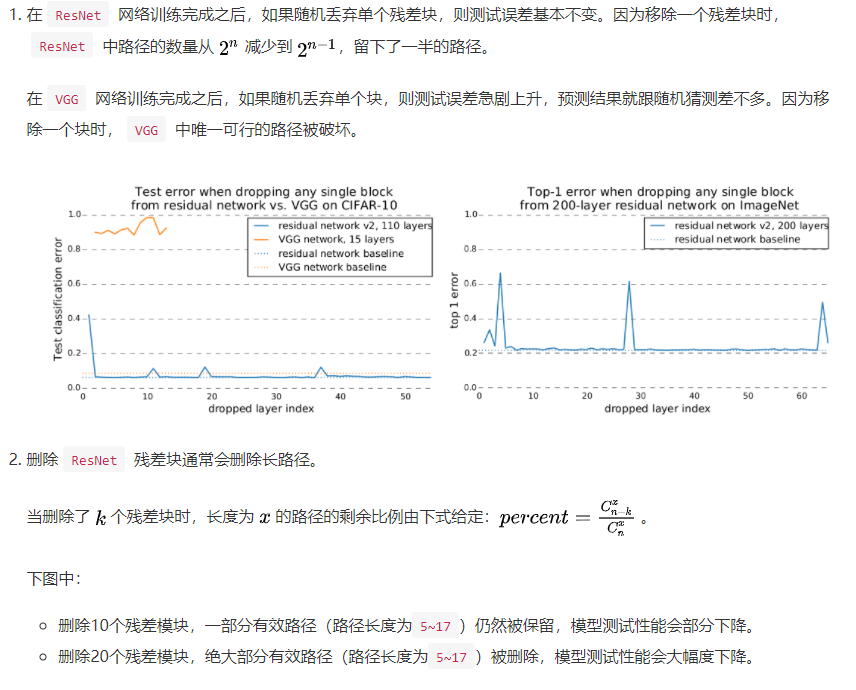 1. 在 ResNet 网络训练完成之后，如果随机丢弃单个残差块，则测试误差基本不变。因为移除一个残差块时，
ResNet 中路径的数量从 2^n 减少到 2^{n-1}，留下了一半的路径。
在 VGG 网络训练完成之后，如果随机丢弃单个块，则测试误差急剧上升，预测结果就跟随机猜测差不多。因为移
除一个块时， VGG 中唯一可行的路径被破坏。
Test error when dropping any single block
from residual network vs. VGG on CIFAR-10
residual network v2, 110 layers
VGG network, 15 layers
residual network baseline
VGG network baseline
Test classification error
1.0
0.8
0.6
0.4
0.2
0.0
0 10 20 30 40 50
dropped layer index
Top-1 error when dropping any single block
from 200-layer residual network on ImageNet
residual network v2, 200 layers
residual network baseline
top 1 error
1.0
0.8
0.6
0.4
0.2
0.0
0 10 20 30 40 50 60
dropped layer index
2. 删除 ResNet 残差块通常会删除长路径。
当删除了 k 个残差块时，长度为 x 的路径的剩余比例由下式给定：percent = \frac{C_{n-k}^{x}}{C_n^x} 。
下图中：
○ 删除10个残差模块，一部分有效路径（路径长度为 5~17 ）仍然被保留，模型测试性能会部分下降。
○ 删除20个残差模块，绝大部分有效路径（路径长度为 5~17 ）被删除，模型测试性能会大幅度下降。